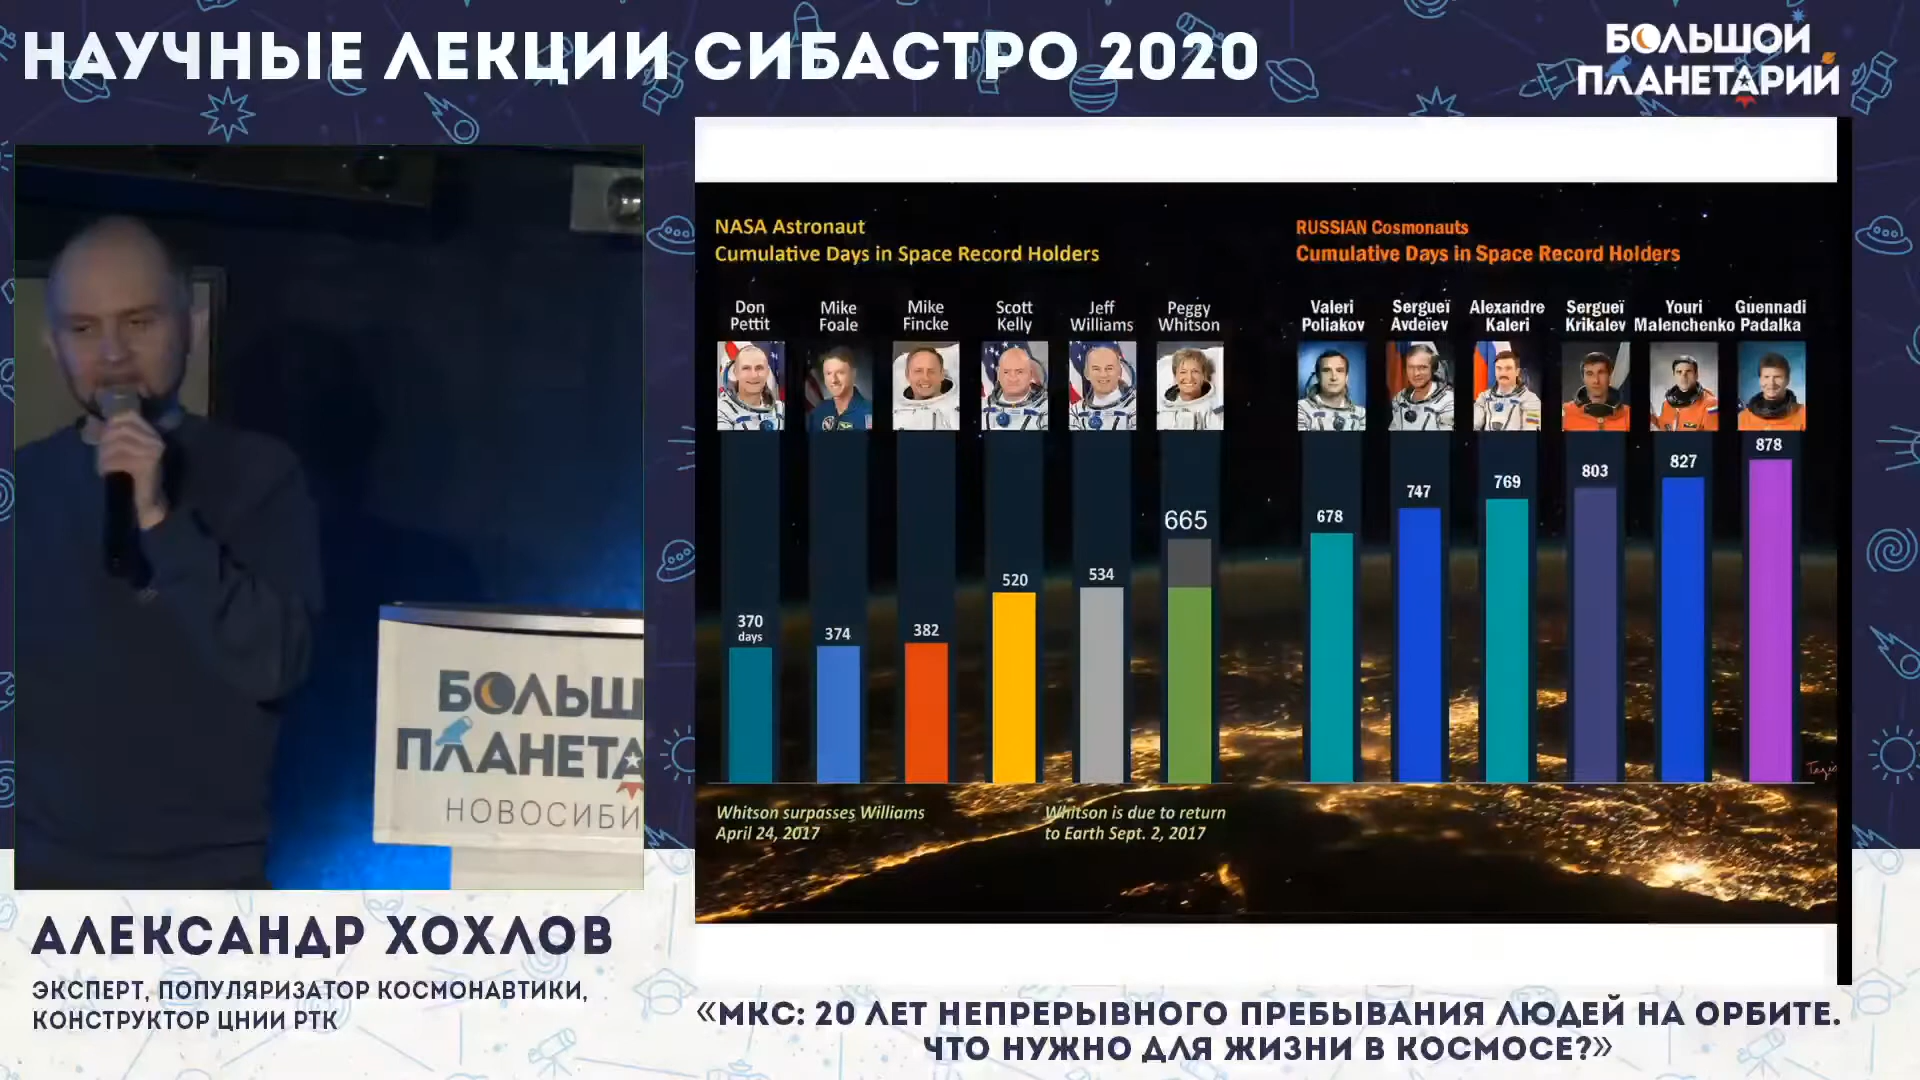 НАУЧНЫЕ ЛЕКЦИИ СИБАСТРО 2020
БОЛЬШОЙ
ПЛАНЕТАРИЙ
NASA Astronaut
Cumulative Days in Space Record Holders
Don
Pettit
Mike
Foale
Mike
Fincke
Scott
Kelly
Jeff
Williams
Peggy
Whitson
370
days
374
382
520
534
665
Whitson surpasses Williams
April 24, 2017
Whitson is due to return
to Earth Sept. 2, 2017
RUSSIAN Cosmonauts
Cumulative Days in Space Record Holders
Valeri
Poliakov
Sergueï
Avdeïev
Alexandre
Kaleri
Sergueï
Krikalev
Youri
Malenchenko
Guennadi
Padalka
678
747
769
803
827
878
БОЛЬШ
ПЛАНЕТА
НОВОСИБИ
АЛЕКСАНДР ХОХЛОВ
ЭКСПЕРТ, ПОПУЛЯРИЗАТОР КОСМОНАВТИКИ,
КОНСТРУКТОР ЦНИИ РТК
«МКС: 20 ЛЕТ НЕПРЕРЫВНОГО ПРЕБЫВАНИЯ ЛЮДЕЙ НА ОРБИТЕ.
ЧТО НУЖНО ДЛЯ ЖИЗНИ В КОСМОСЕ?»